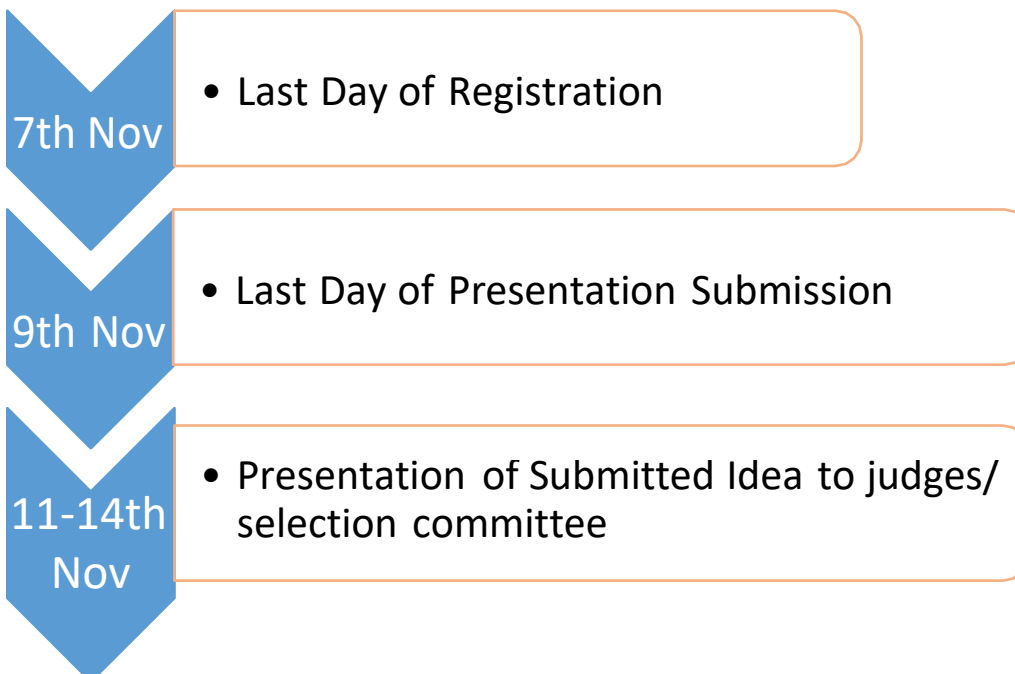 7th Nov
• Last Day of Registration
9th Nov
• Last Day of Presentation Submission
11-14th
Nov
• Presentation of Submitted Idea to judges/
selection committee